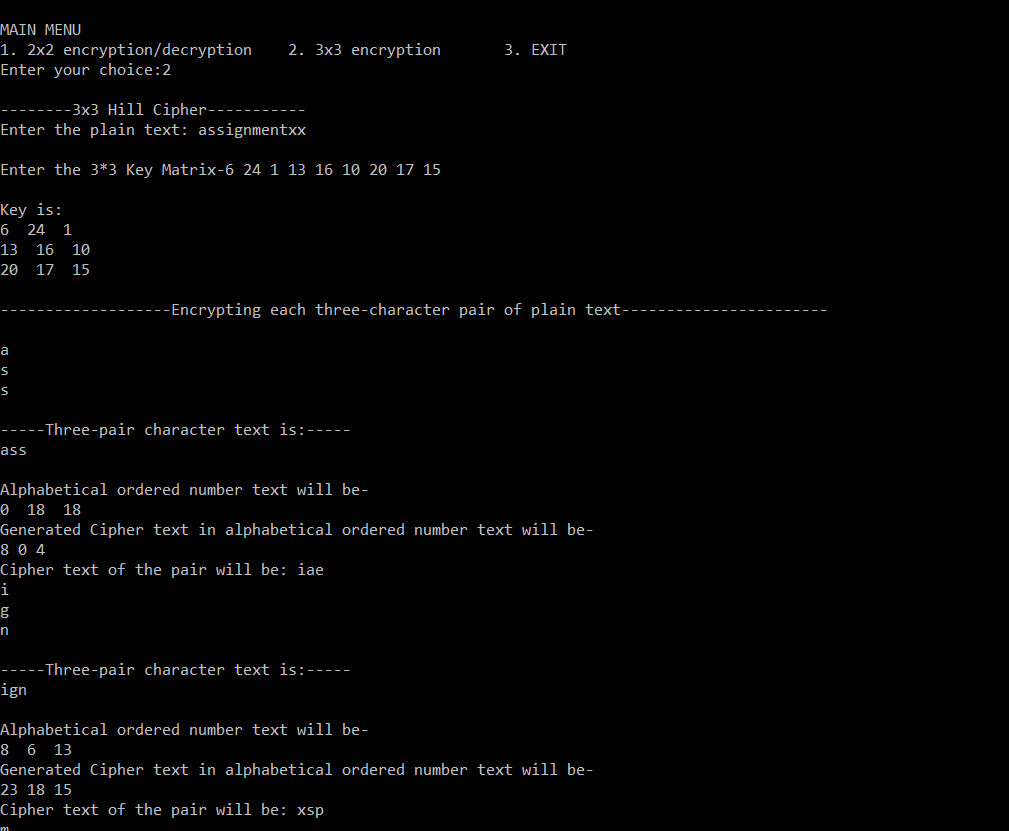 MAIN MENU
1. 2x2 encryption/decryption    2. 3x3 encryption       3. EXIT
Enter your choice:2
--------3x3 Hill Cipher-----------
Enter the plain text: assignmentxx
Enter the 3*3 Key Matrix-6 24 1 13 16 10 20 17 15
Key is:
6  24  1
13  16  10
20  17  15
-------------------Encrypting each three-character pair of plain text-----------------------
a
s
s
-----Three-pair character text is:-----
ass
Alphabetical ordered number text will be-
0  18  18
Generated Cipher text in alphabetical ordered number text will be-
8 0 4
Cipher text of the pair will be: iae
i
g
n
-----Three-pair character text is:-----
ign
Alphabetical ordered number text will be-
8  6  13
Generated Cipher text in alphabetical ordered number text will be-
23 18 15
Cipher text of the pair will be: xsp
m